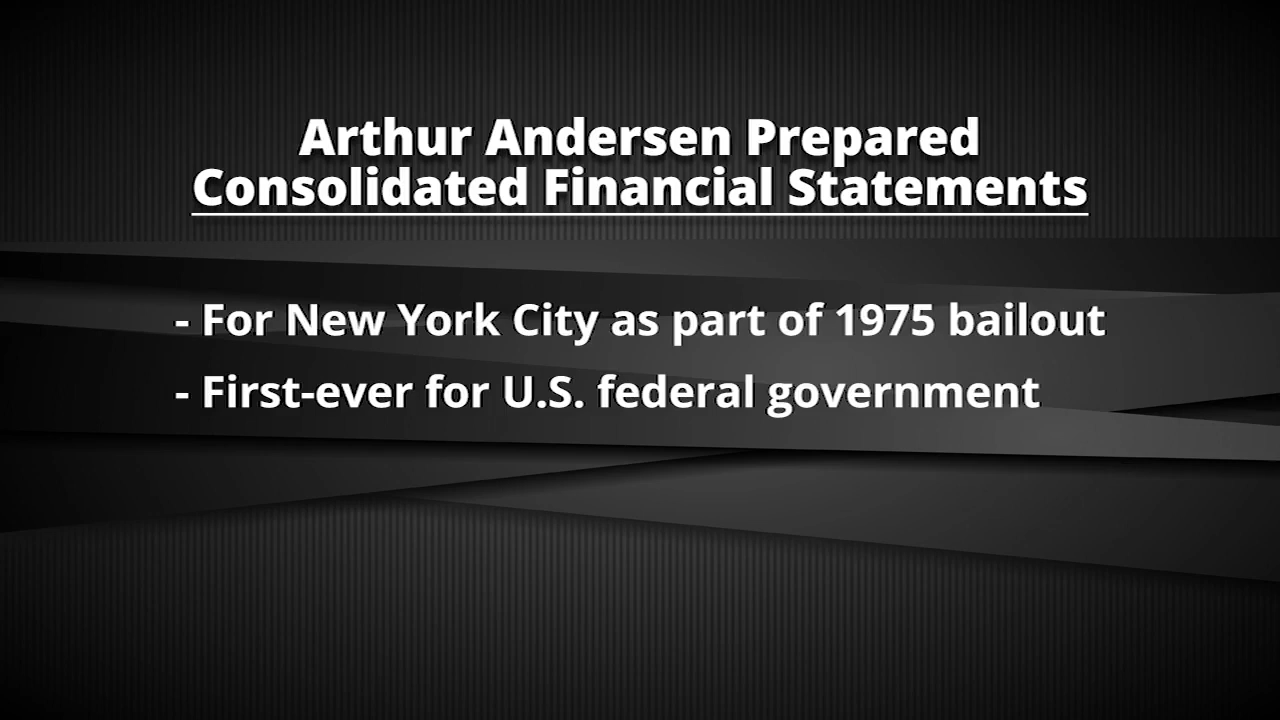 Arthur Andersen Prepared
Consolidated Financial Statements
- For New York City as part of 1975 bailout
- First-ever for U.S. federal government